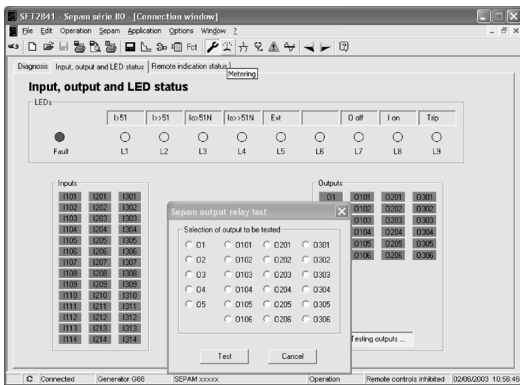 SFT2841 - Sepam série 80 - [Connection window]
File Edit Operation Sepam Application Options Window ?
Fct
Diagnosis Input, output and LED status Remote indication status
Metering
Input, output and LED status
LEDs
I>51 I>>51 Io>51N Io>>51N Ext 0 off I on Trip
Fault L1 L2 L3 L4 L5 L6 L7 L8 L9
Inputs
Outputs
I101 I201 I301
I102 I202 I302
I103 I203 I303
I104 I204 I304
I105 I205 I305
I106 I206 I306
I107 I207 I307
I108 I208 I308
I109 I209 I309
I110 I210 I310
I111 I211 I311
I112 I212 I312
I113 I213 I313
I114 I214 I314
O1 O101 O201 O301
O102 O202 O302
O103 O203 O303
O104 O204 O304
O105 O205 O305
O106 O206 O306
Sepam output relay test
Selection of output to be tested
O1 O101 O201 O301
O2 O102 O202 O302
O3 O103 O203 O303
O4 O104 O204 O304
O5 O105 O205 O305
O106 O206 O306
Test Cancel
Testing outputs ...
C Connected Generator G88 SEPAM xxxxx Operation Remote controls inhibited 02/06/2003 10:56:46